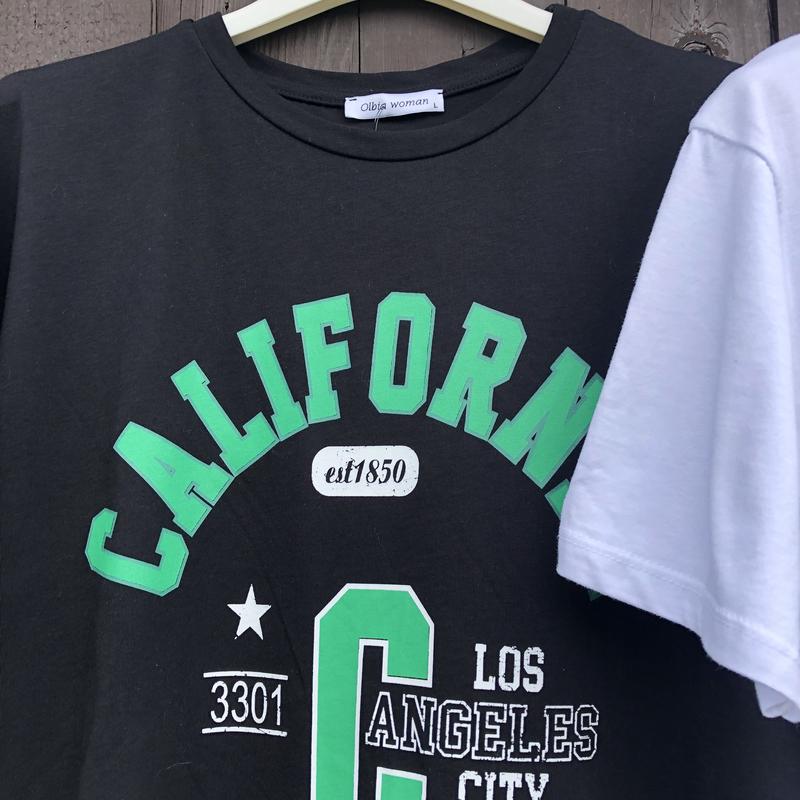 Olbia woman
L
CALIFORN
est1850
3301
C
LOS
ANGELES
CITY